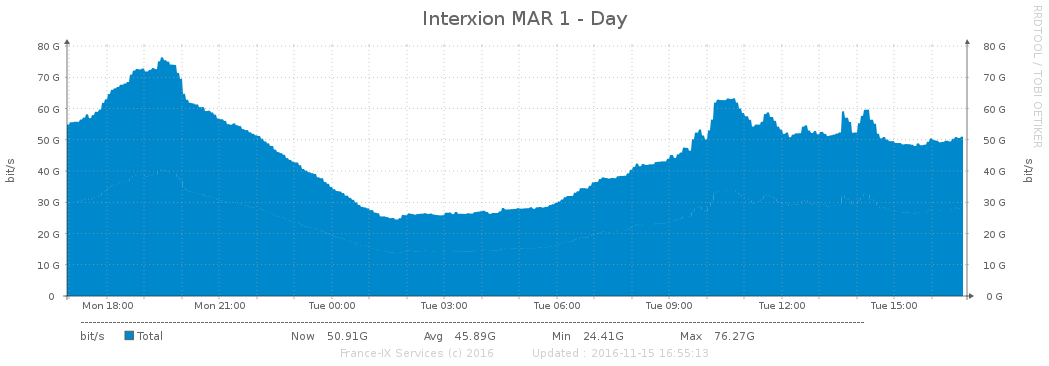 Interxion MAR 1 - Day
RRDTOOL / TOBI OETIKER
80 G 80 G
70 G 70 G
60 G 60 G
50 G 50 G
40 G 40 G
30 G 30 G
20 G 20 G
10 G 10 G
0 0 G
bit/s bit/s
Mon 18:00 Mon 21:00 Tue 00:00 Tue 03:00 Tue 06:00 Tue 09:00 Tue 12:00 Tue 15:00
bit/s Total Now 50.91G Avg 45.89G Min 24.41G Max 76.27G
France-IX Services (c) 2016 Updated : 2016-11-15 16:55:13